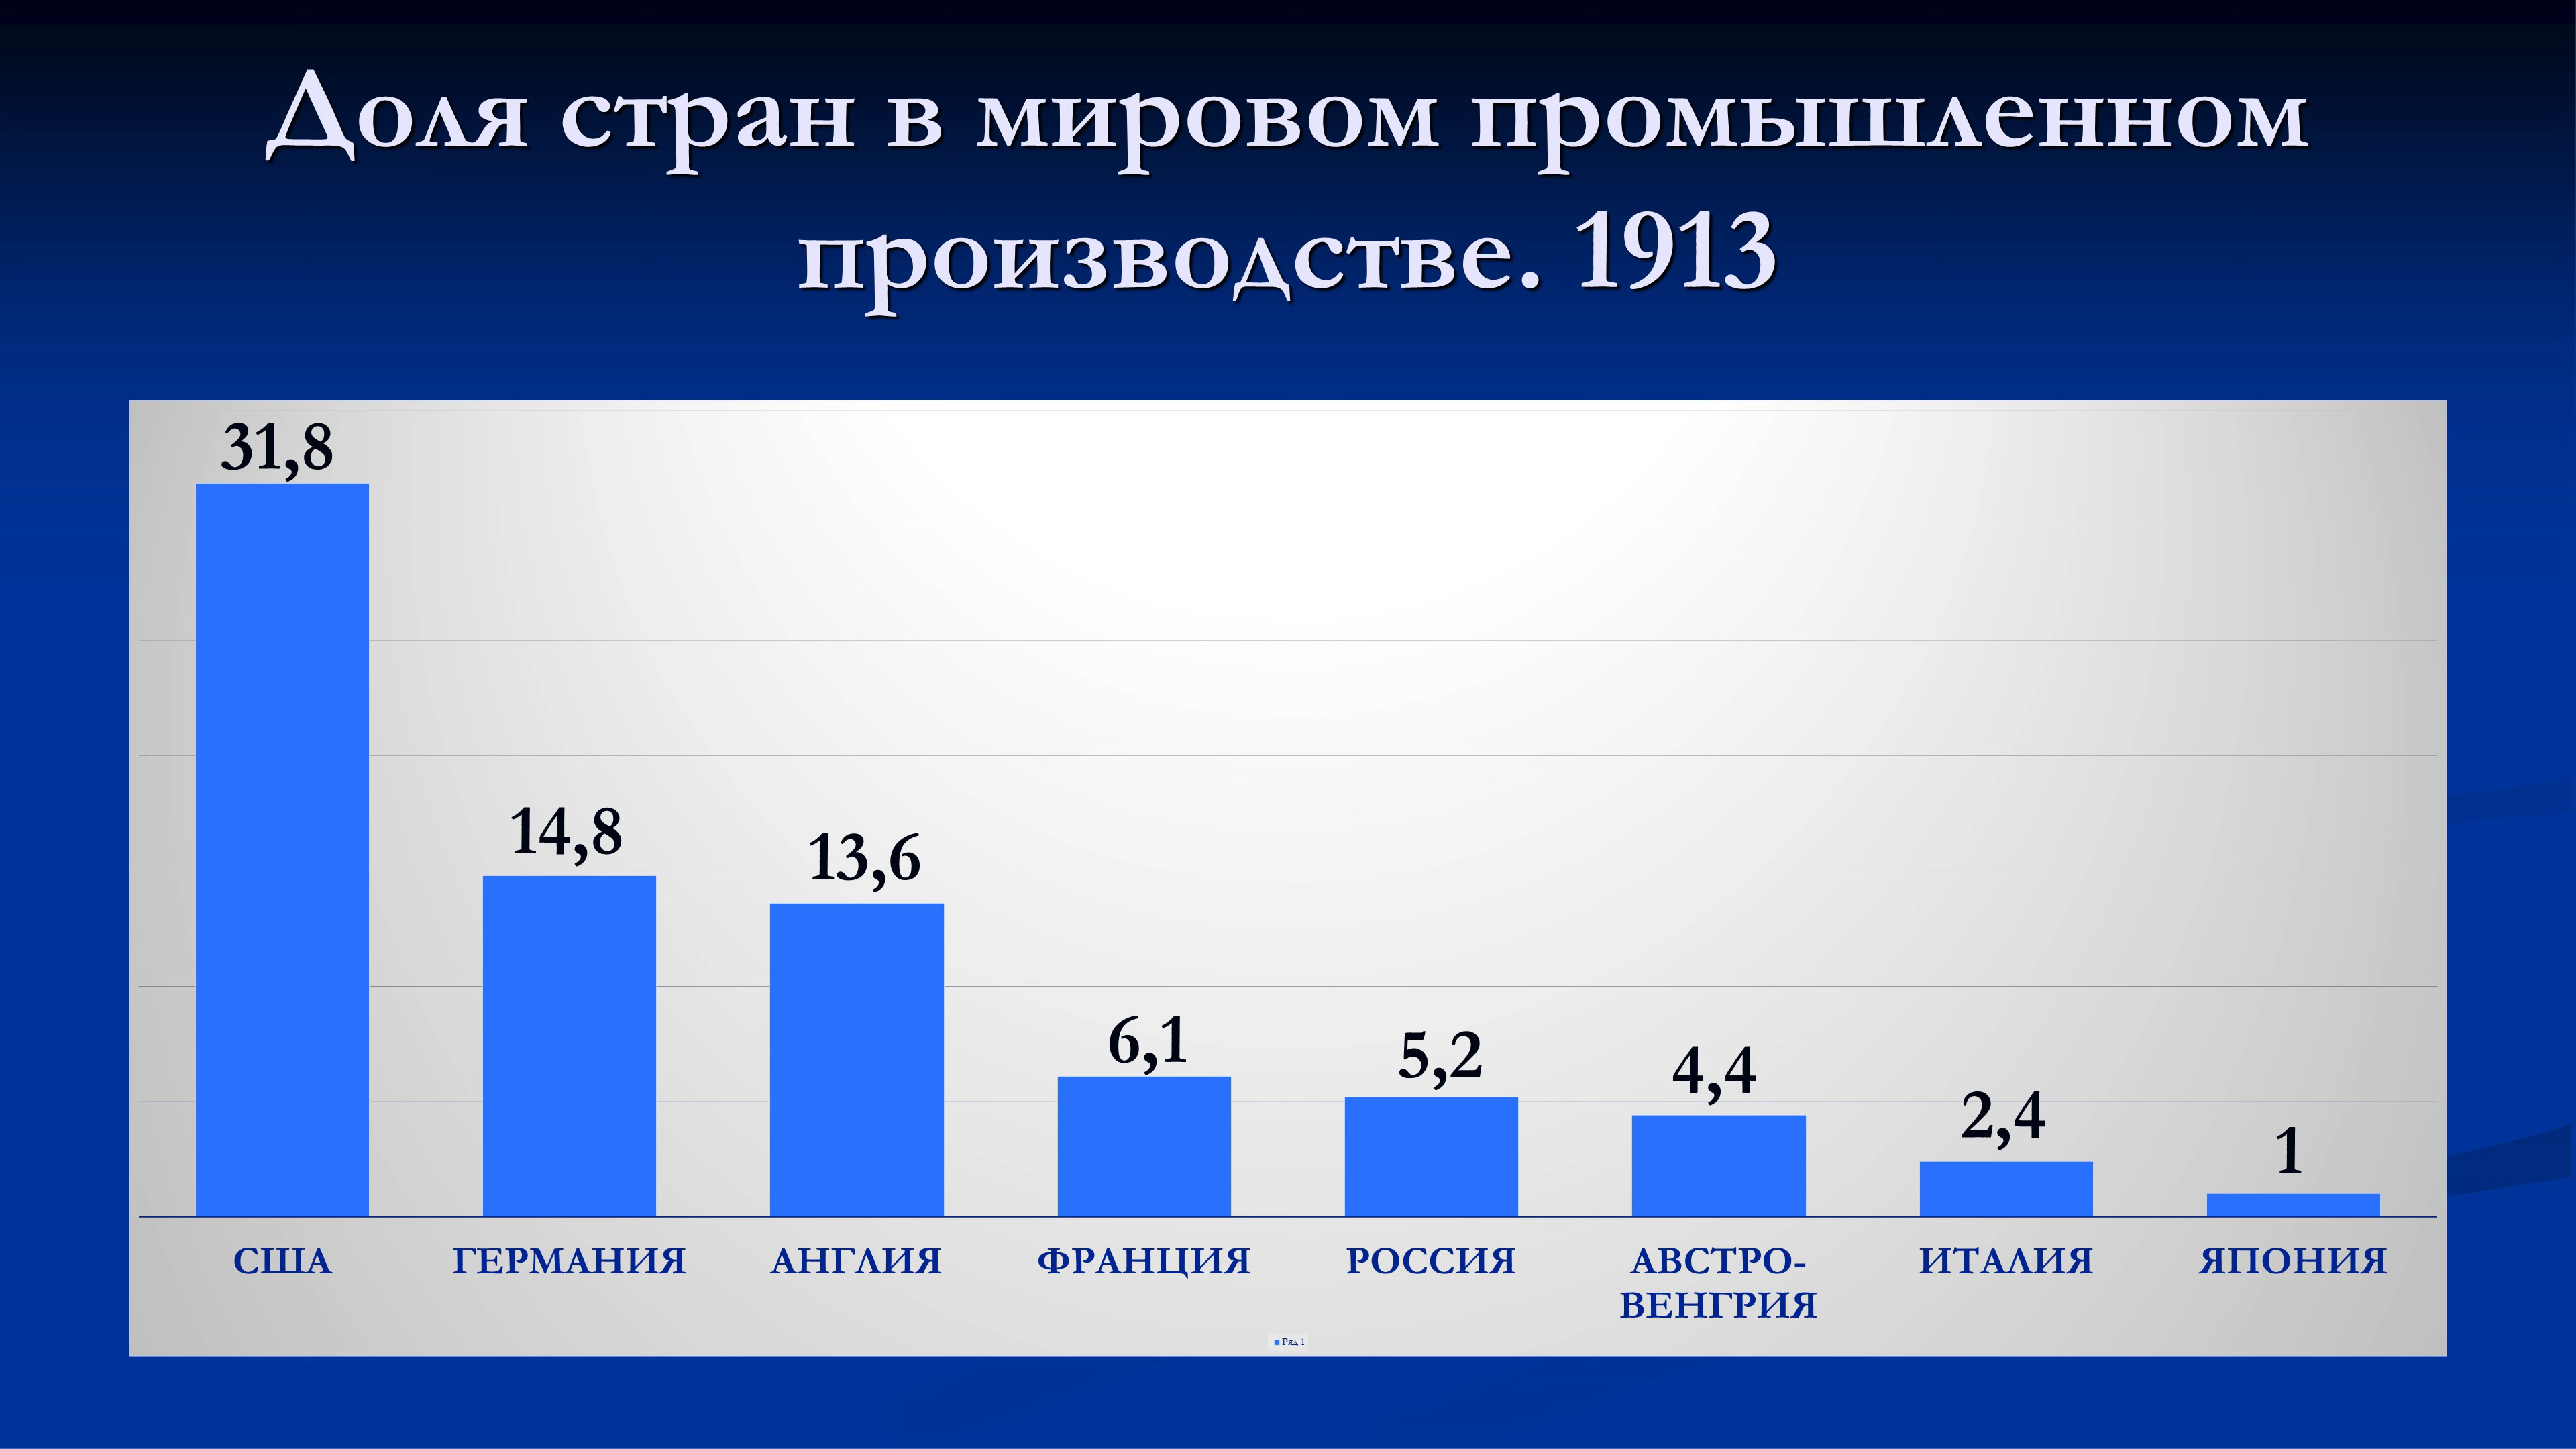 Доля стран в мировом промышленном
производстве. 1913
31,8
14,8
13,6
6,1
5,2
4,4
2,4
1
США
ГЕРМАНИЯ
АНГЛИЯ
ФРАНЦИЯ
РОССИЯ
АВСТРО-
ВЕНГРИЯ
ИТАЛИЯ
ЯПОНИЯ
Ряд 1